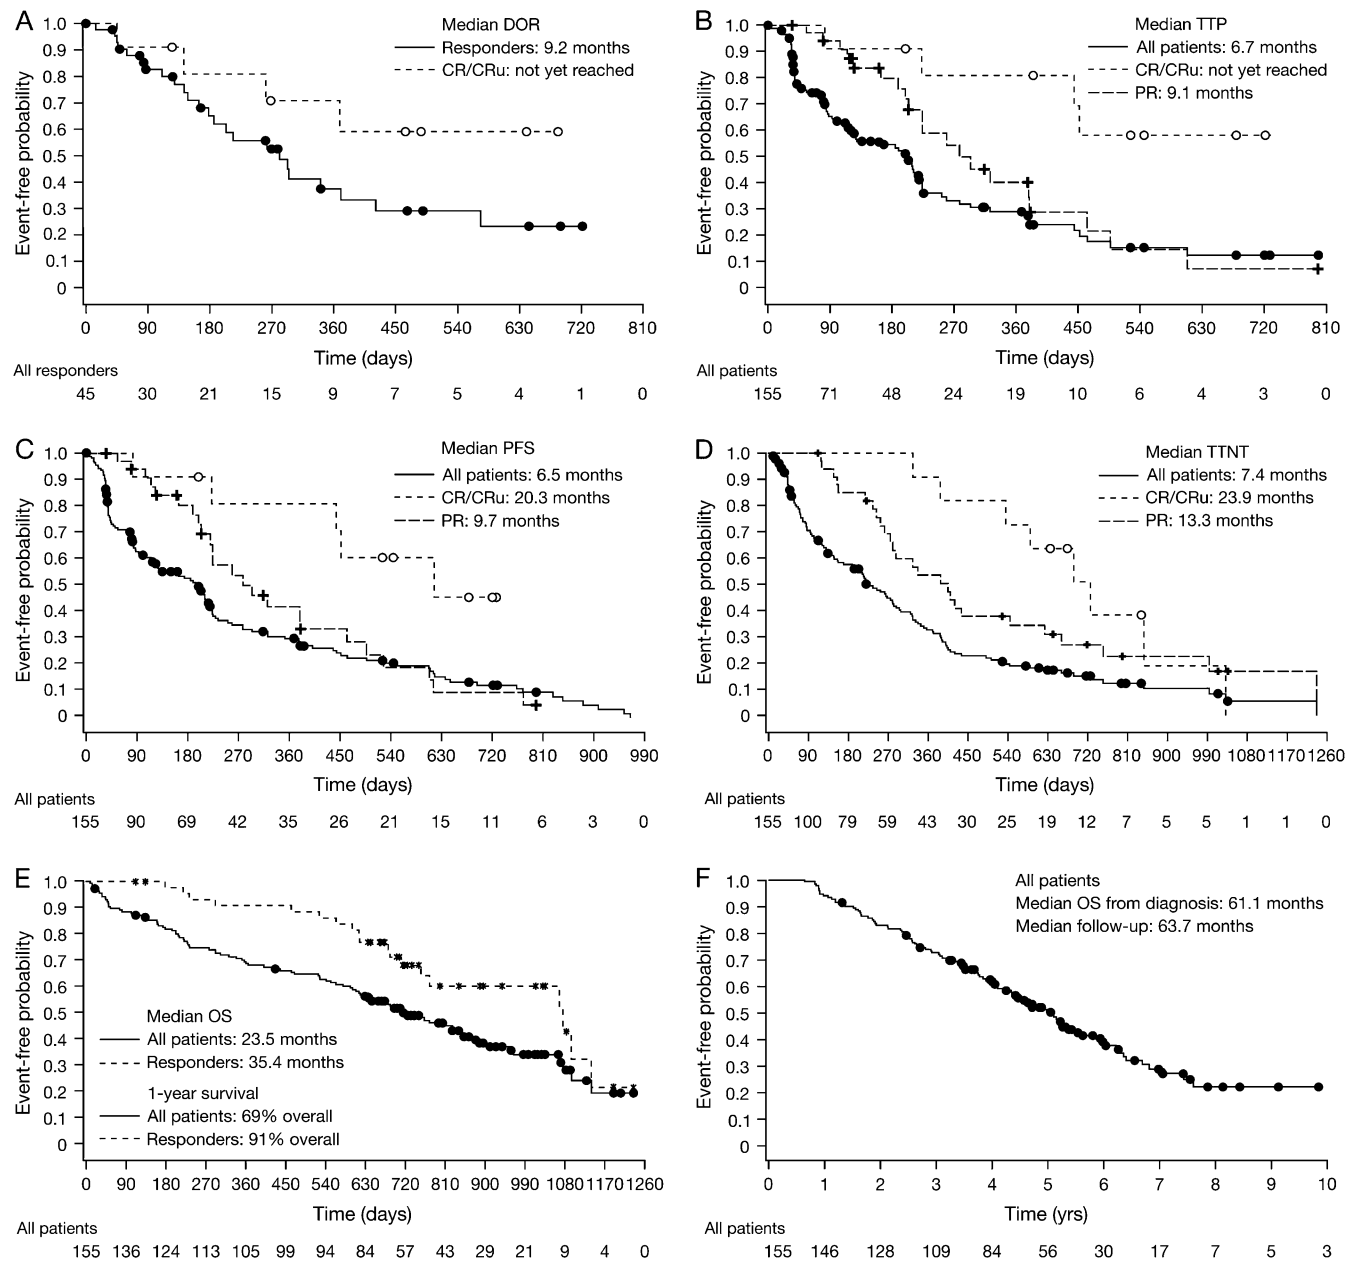 A
Median DOR
Responders: 9.2 months
CR/CRu: not yet reached
Event-free probability
1.0
0.9
0.8
0.7
0.6
0.5
0.4
0.3
0.2
0.1
0
0 90 180 270 360 450 540 630 720 810
Time (days)
All responders
45 30 21 15 9 7 5 4 1 0
B
Median TTP
All patients: 6.7 months
CR/CRu: not yet reached
PR: 9.1 months
Event-free probability
1.0
0.9
0.8
0.7
0.6
0.5
0.4
0.3
0.2
0.1
0
0 90 180 270 360 450 540 630 720 810
Time (days)
All patients
155 71 48 24 19 10 6 4 3 0
C
Median PFS
All patients: 6.5 months
CR/CRu: 20.3 months
PR: 9.7 months
Event-free probability
1.0
0.9
0.8
0.7
0.6
0.5
0.4
0.3
0.2
0.1
0
0 90 180 270 360 450 540 630 720 810 900 990
Time (days)
All patients
155 90 69 42 35 26 21 15 11 6 3 0
D
Median TTNT
All patients: 7.4 months
CR/CRu: 23.9 months
PR: 13.3 months
Event-free probability
1.0
0.9
0.8
0.7
0.6
0.5
0.4
0.3
0.2
0.1
0
0 90 180 270 360 450 540 630 720 810 900 990 1080 1170 1260
Time (days)
All patients
155 100 79 59 43 30 25 19 12 7 5 5 1 1 0
E
Event-free probability
1.0
0.9
0.8
0.7
0.6
0.5
0.4
0.3
0.2
0.1
0
Median OS
All patients: 23.5 months
Responders: 35.4 months
1-year survival
All patients: 69% overall
Responders: 91% overall
0 90 180 270 360 450 540 630 720 810 900 990 1080 1170 1260
Time (days)
All patients
155 136 124 113 105 99 94 84 57 43 29 21 9 4 0
F
All patients
Median OS from diagnosis: 61.1 months
Median follow-up: 63.7 months
Event-free probability
1.0
0.9
0.8
0.7
0.6
0.5
0.4
0.3
0.2
0.1
0
0 1 2 3 4 5 6 7 8 9 10
Time (yrs)
All patients
155 146 128 109 84 56 30 17 7 5 3